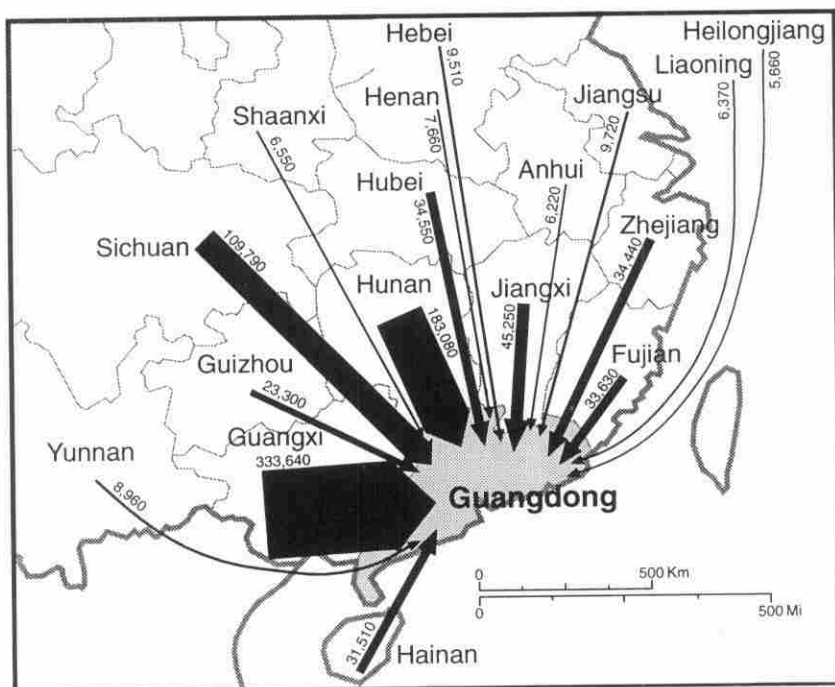 Hebei
9,510
Heilongjiang
5,660
Liaoning
6,370
Henan
7,660
Jiangsu
9,720
Shaanxi
6,550
Hubei
34,550
Anhui
6,220
Zhejiang
34,440
Sichuan
109,790
Hunan
183,080
Jiangxi
45,250
Fujian
33,630
Guizhou
23,300
Guangxi
333,640
Yunnan
8,960
Guangdong
0 500 Km
0 500 Mi
31,510
Hainan